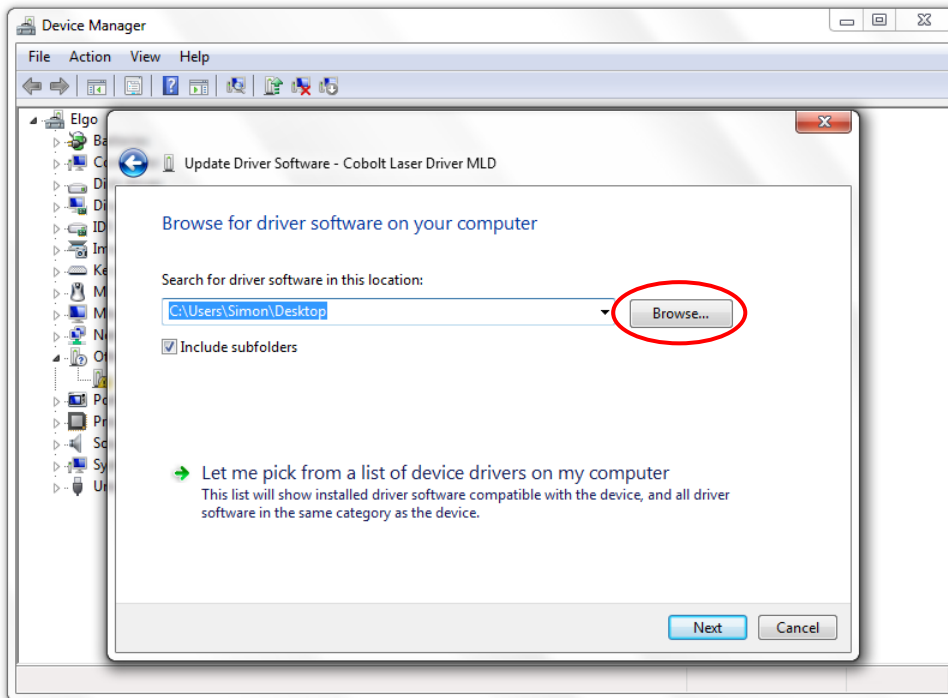 Device Manager
File Action View Help
Elgo
Update Driver Software - Cobolt Laser Driver MLD
Browse for driver software on your computer
Search for driver software in this location:
C:\Users\Simon\Desktop
Browse...
Include subfolders
Let me pick from a list of device drivers on my computer
This list will show installed driver software compatible with the device, and all driver
software in the same category as the device.
Next Cancel